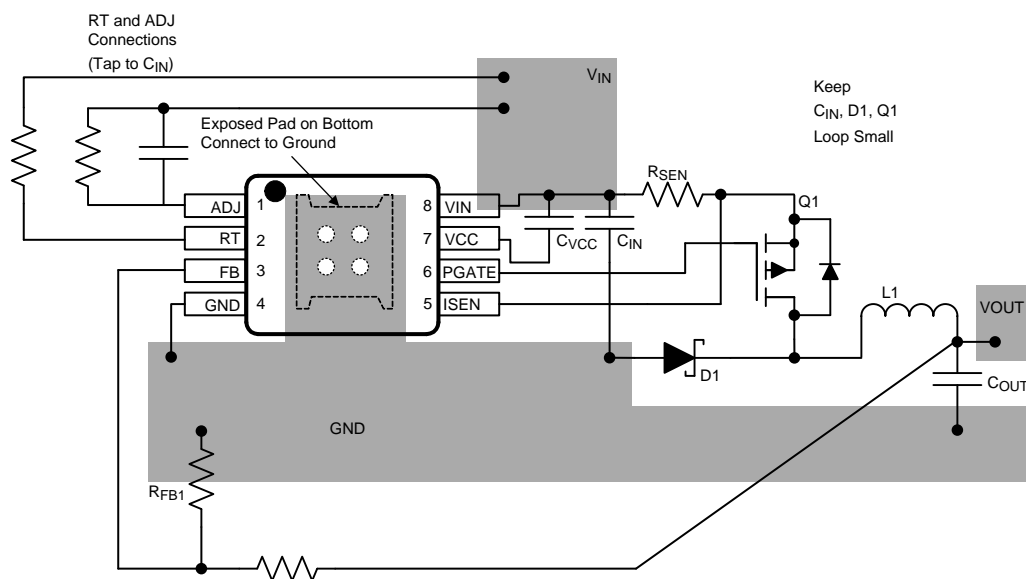 RT and ADJ
Connections
(Tap to CIN)
VIN
Keep
CIN, D1, Q1
Loop Small
Exposed Pad on Bottom
Connect to Ground
RSEN
Q1
ADJ
1
8
VIN
RT
2
7
VCC
CVCC
CIN
FB
3
6
PGATE
GND
4
5
ISEN
L1
VOUT
D1
COUT
GND
RFB1